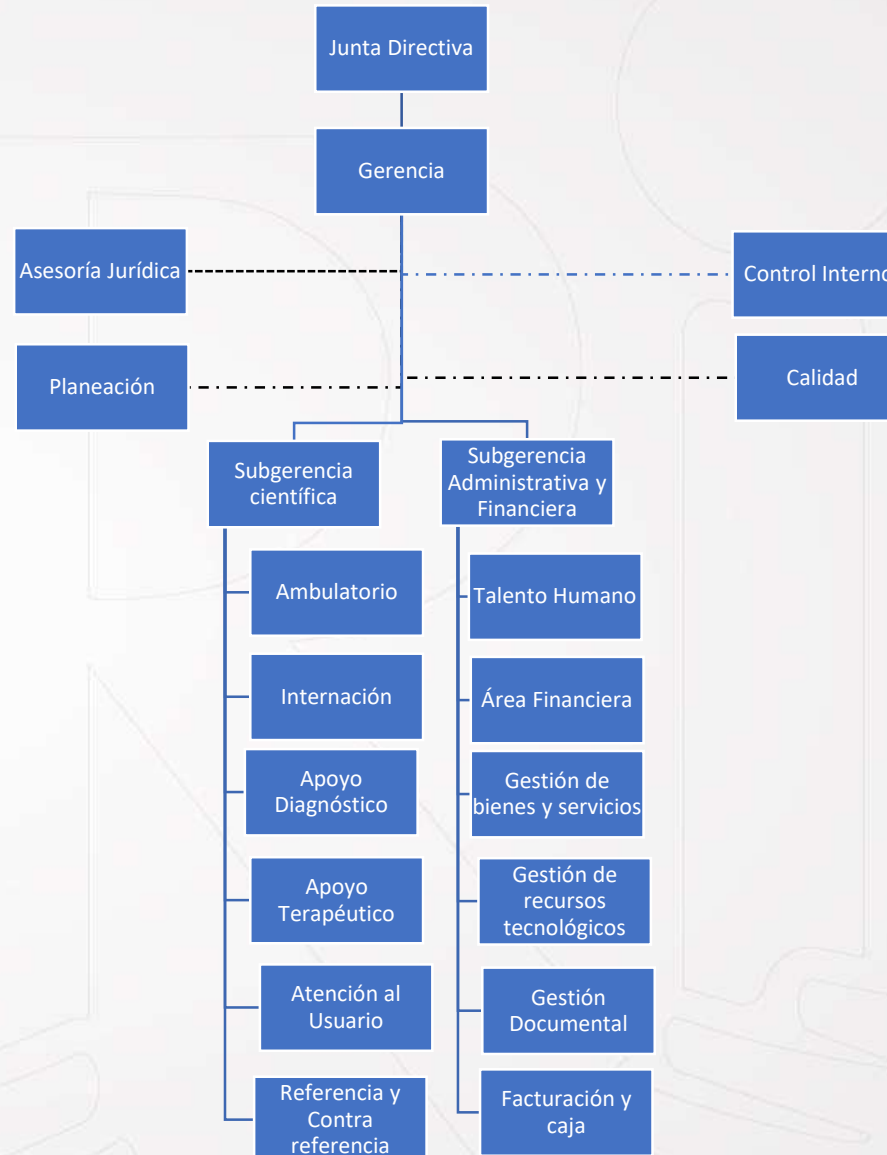 Junta Directiva
Gerencia
Asesoría Jurídica
Control Interno
Planeación
Calidad
Subgerencia
científica
Subgerencia
Administrativa y
Financiera
Ambulatorio
Talento Humano
Internación
Área Financiera
Apoyo
Diagnóstico
Gestión de
bienes y servicios
Apoyo
Terapéutico
Gestión de
recursos
tecnológicos
Atención al
Usuario
Gestión
Documental
Referencia y
Contra
referencia
Facturación y
caja